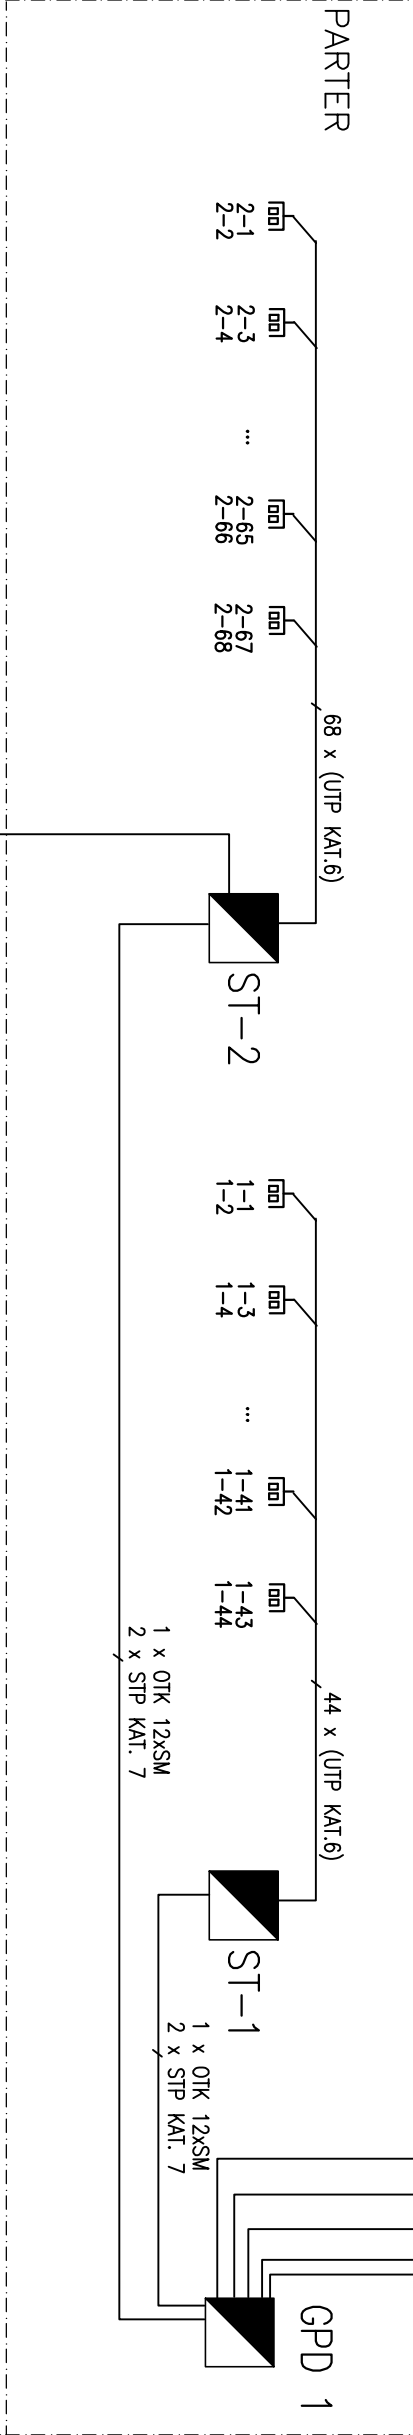 PARTER
2-1
2-2
2-3
2-4
...
2-65
2-66
2-67
2-68
68 x (UTP KAT.6)
ST-2
1-1
1-2
1-3
1-4
...
1-41
1-42
1-43
1-44
44 x (UTP KAT.6)
ST-1
1 x OTK 12xSM
2 x STP KAT. 7
1 x OTK 12xSM
2 x STP KAT. 7
GPD 1